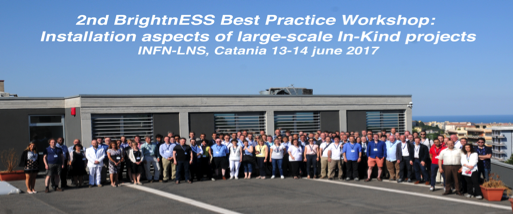 2nd BrightnESS Best Practice Workshop:
Installation aspects of large-scale In-Kind projects
INFN-LNS, Catania 13-14 june 2017